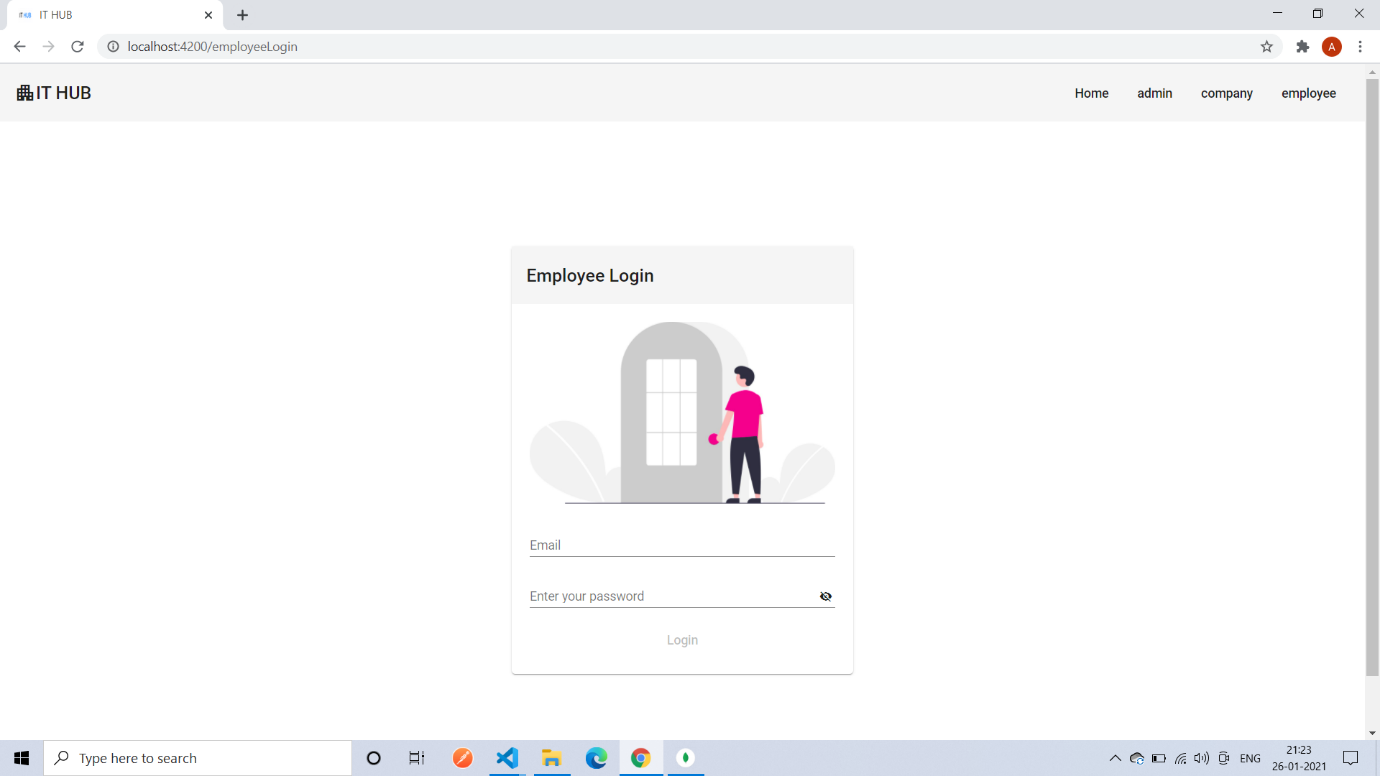 IT HUB
localhost:4200/employeeLogin
A
IT HUB
Home admin company employee
Employee Login
Email
Enter your password
Login
Type here to search
ENG
21:23
26-01-2021